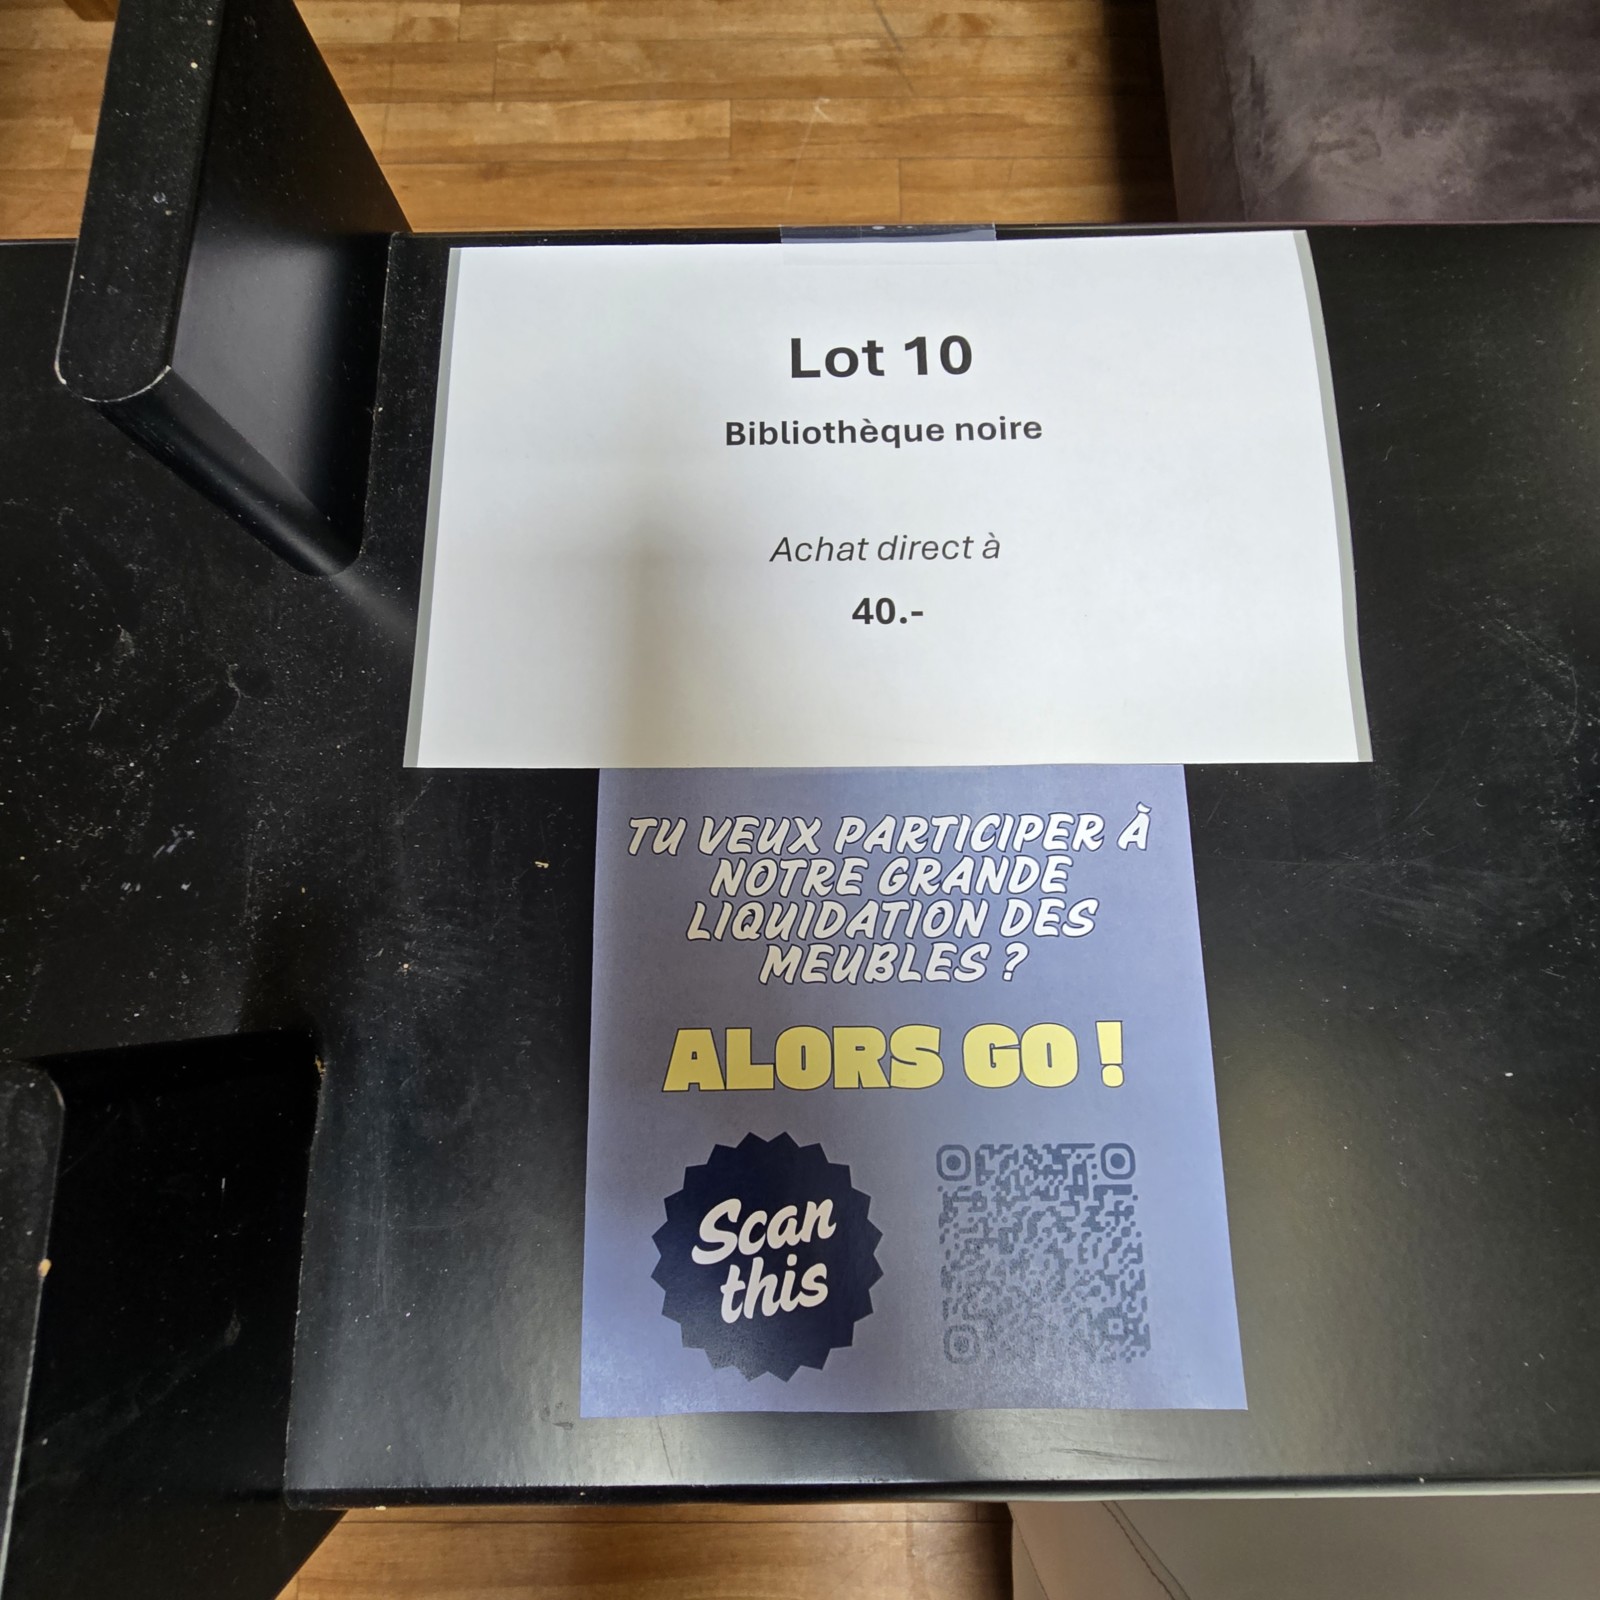 Lot 10
Bibliothèque noire
Achat direct à
40.-
TU VEUX PARTICIPER À
NOTRE GRANDE
LIQUIDATION DES
MEUBLES ?
ALORS GO !
Scan
this